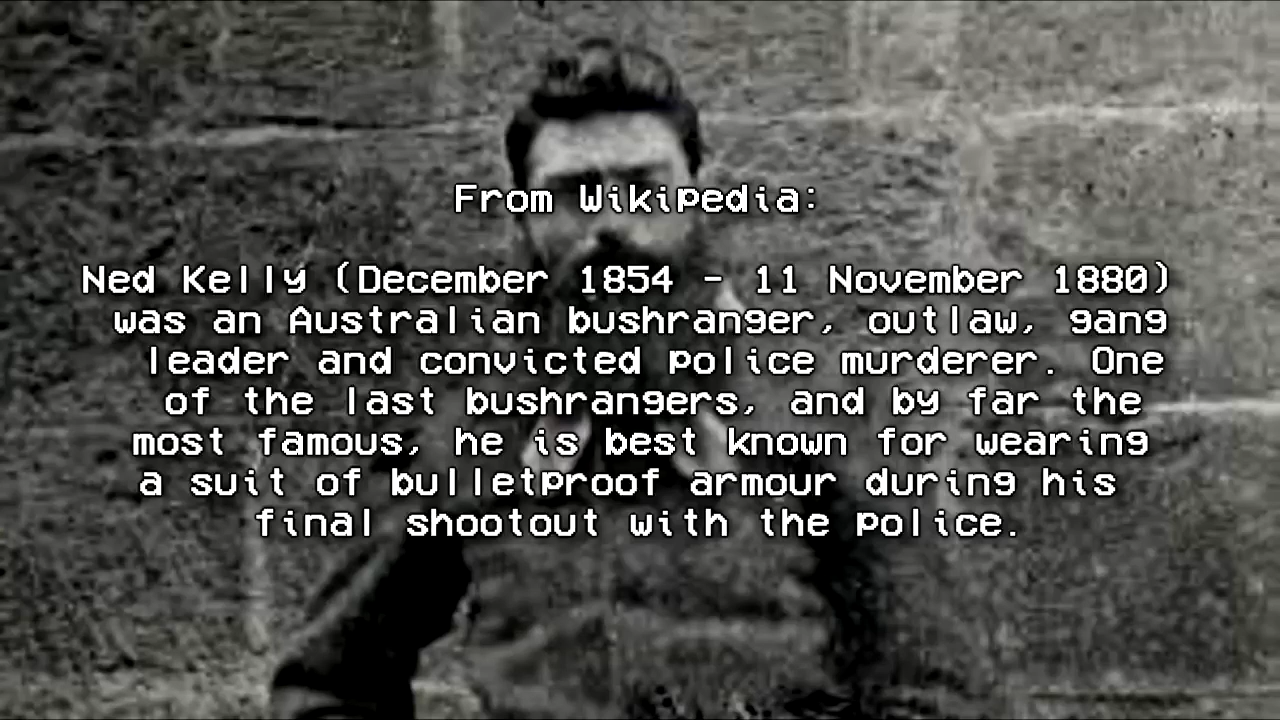 From Wikipedia:
Ned Kelly (December 1854 - 11 November 1880)
was an Australian bushranger, outlaw, gang
leader and convicted police murderer. One
of the last bushrangers, and by far the
most famous, he is best known for wearing
a suit of bulletproof armour during his
final shootout with the police.